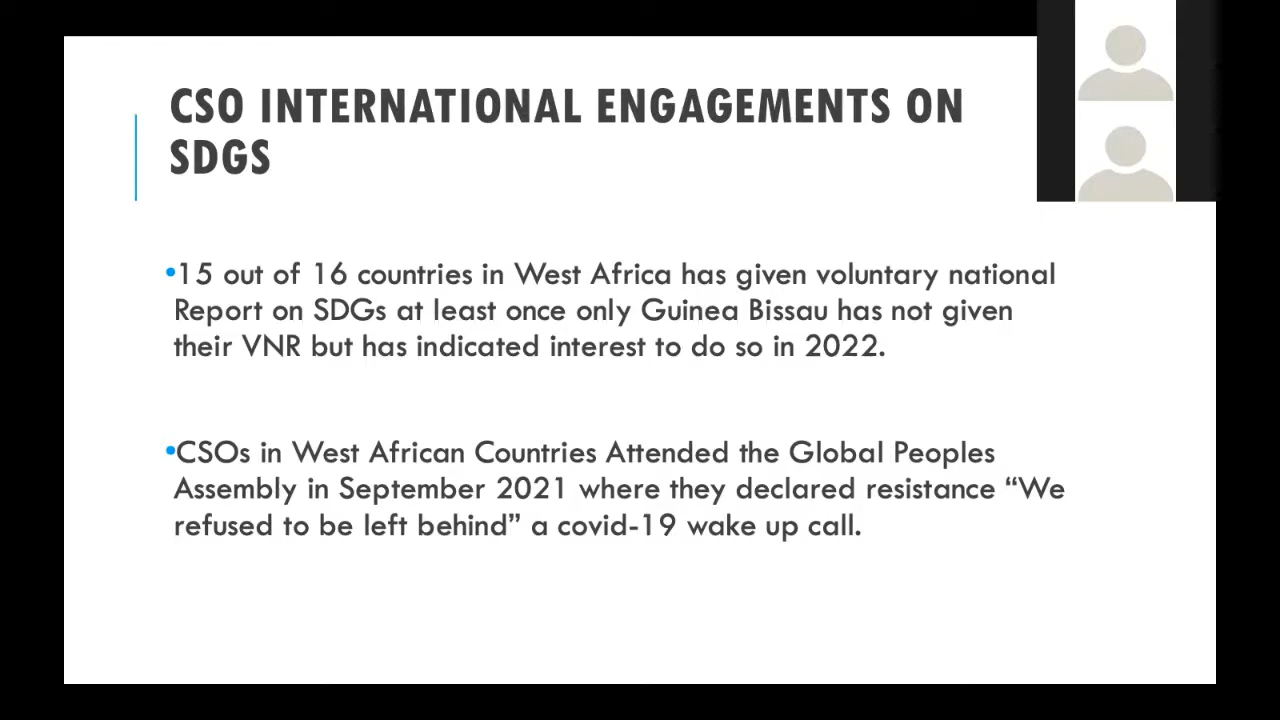 CSO INTERNATIONAL ENGAGEMENTS ON
SDGS
•15 out of 16 countries in West Africa has given voluntary national
Report on SDGs at least once only Guinea Bissau has not given
their VNR but has indicated interest to do so in 2022.
•CSOs in West African Countries Attended the Global Peoples
Assembly in September 2021 where they declared resistance “We
refused to be left behind” a covid-19 wake up call.